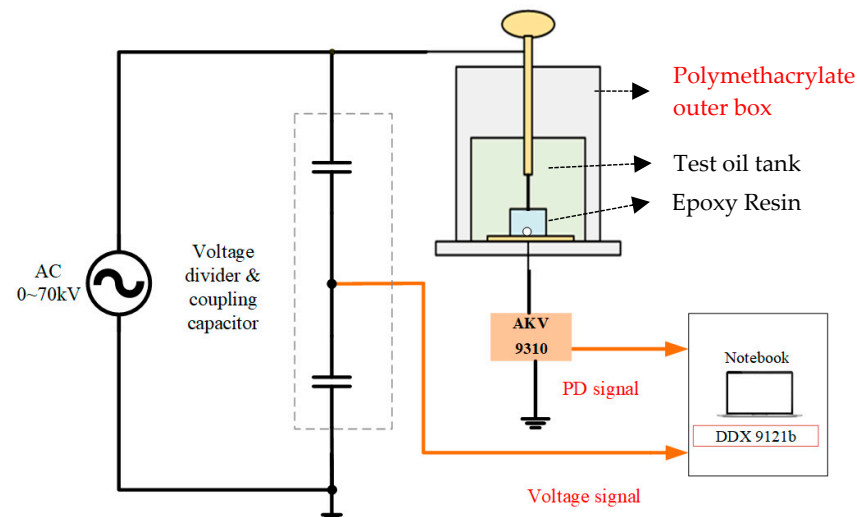 Polymethacrylate
outer box
Test oil tank
Epoxy Resin
Voltage
divider &
coupling
capacitor
AC
0~70kV
AKV
9310
Notebook
DDX 9121b
PD signal
Voltage signal